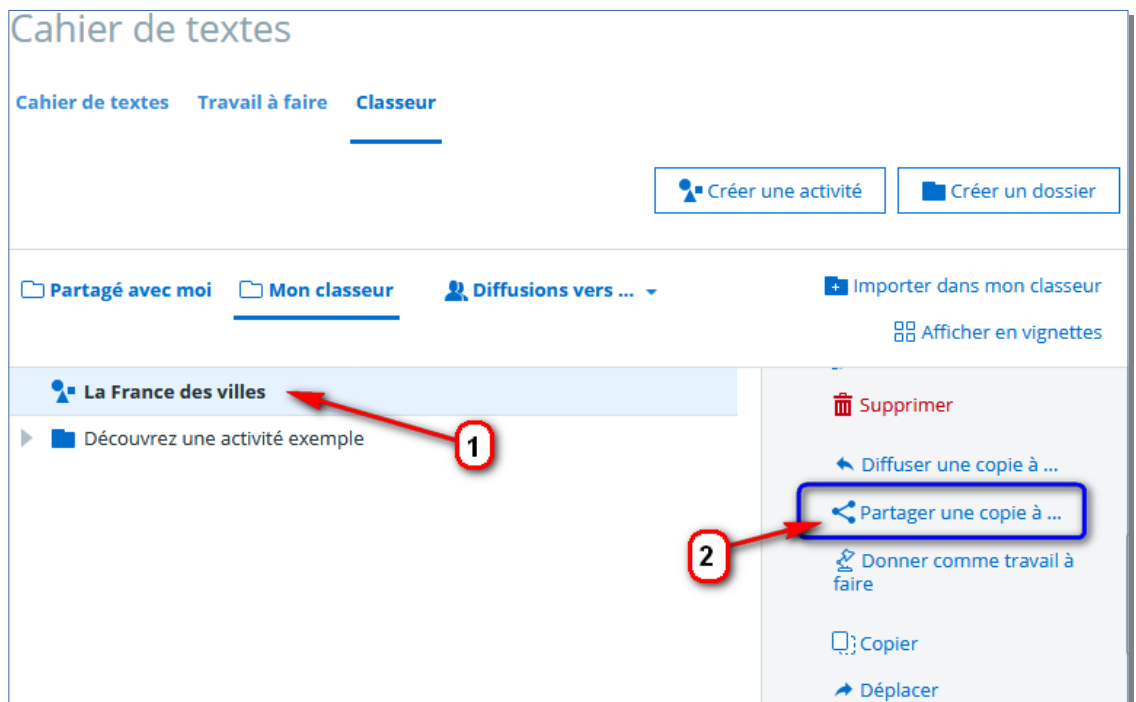 Cahier de textes
Cahier de textes Travail à faire Classeur
Créer une activité Créer un dossier
Partagé avec moi Mon classeur Diffusions vers ... Importer dans mon classeur
Afficher en vignettes
La France des villes
Supprimer
Découvrez une activité exemple
1
Diffuser une copie à ...
Partager une copie à ...
2
Donner comme travail à
faire
Copier
Déplacer